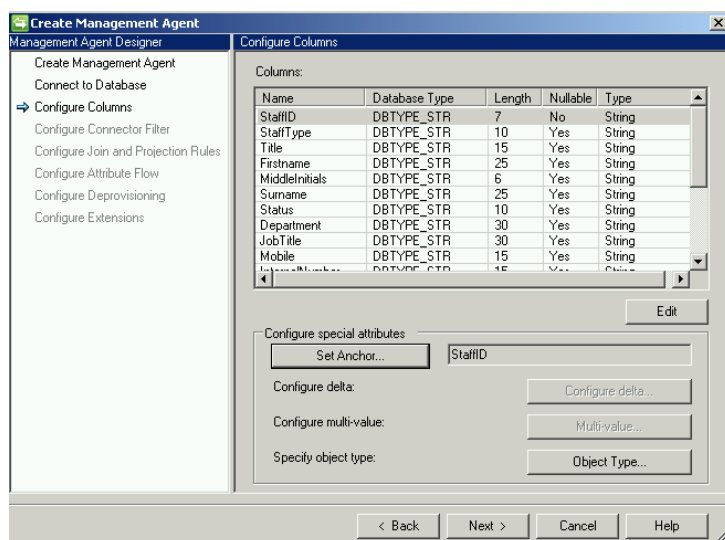 Create Management Agent
Management Agent Designer
Create Management Agent
Connect to Database
Configure Columns
Configure Connector Filter
Configure Join and Projection Rules
Configure Attribute Flow
Configure Deprovisioning
Configure Extensions
Configure Columns
Columns:
Name Database Type Length Nullable Type
StaffID DBTYPE_STR 7 No String
StaffType DBTYPE_STR 10 Yes String
Title DBTYPE_STR 15 Yes String
Firstname DBTYPE_STR 25 Yes String
MiddleInitials DBTYPE_STR 6 Yes String
Surname DBTYPE_STR 25 Yes String
Status DBTYPE_STR 10 Yes String
Department DBTYPE_STR 30 Yes String
JobTitle DBTYPE_STR 30 Yes String
Mobile DBTYPE_STR 15 Yes String
InternalNumber DBTYPE_STR 15 Yes String
Edit
Configure special attributes
Set Anchor... StaffID
Configure delta: Configure delta...
Configure multi-value: Multi-value...
Specify object type: Object Type...
< Back Next > Cancel Help